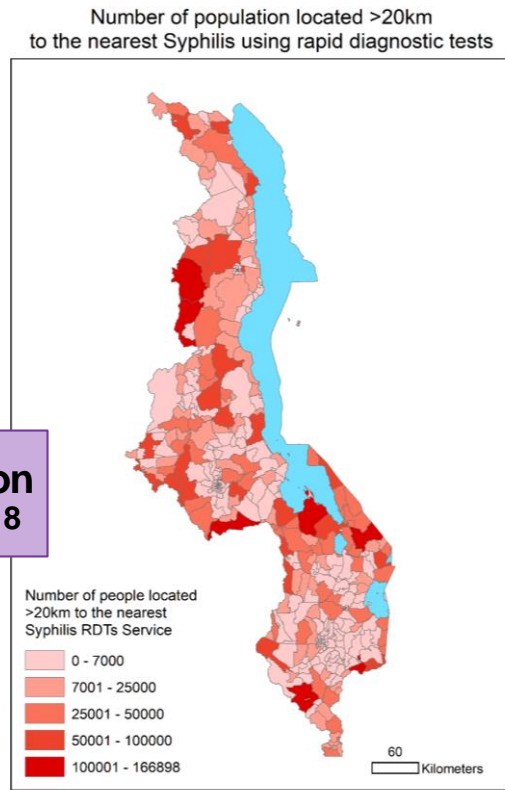 Number of population located >20km
to the nearest Syphilis using rapid diagnostic tests
on
8
Number of people located
>20km to the nearest
Syphilis RDTs Service
0 - 7000
7001 - 25000
25001 - 50000
50001 - 100000
100001 - 166898
60
Kilometers